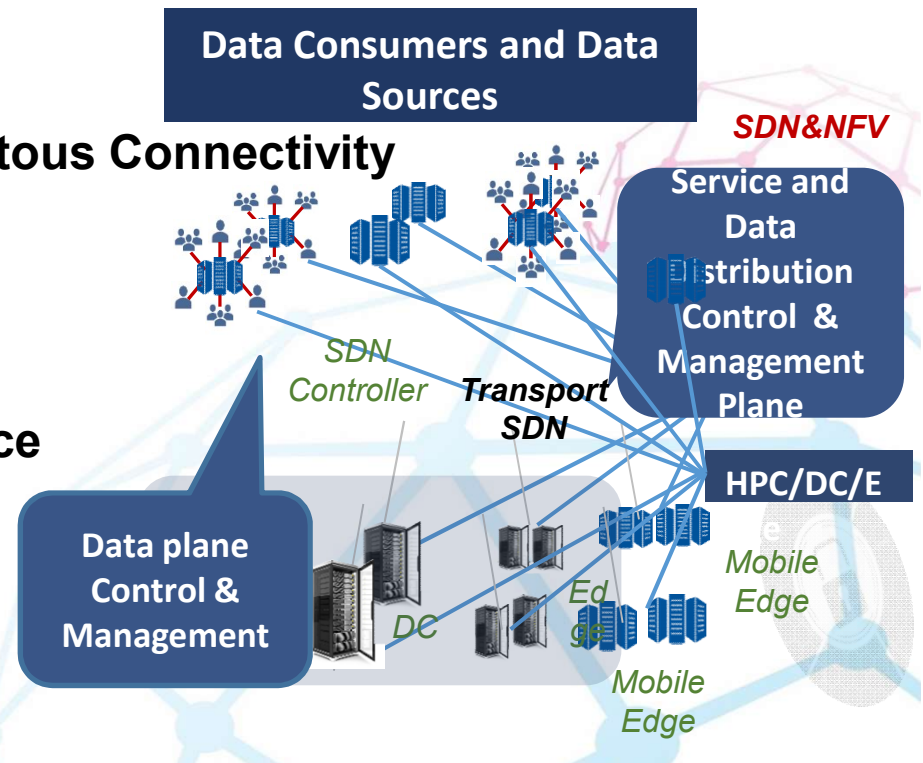 Data Consumers and Data
Sources
SDN&NFV
tous Connectivity
Service and
Data
Distribution
Control &
Management
Plane
SDN
Controller
Transport
SDN
ce
HPC/DC/E
Data plane
Control &
Management
DC
Ed
ge
Mobile
Edge
Mobile
Edge